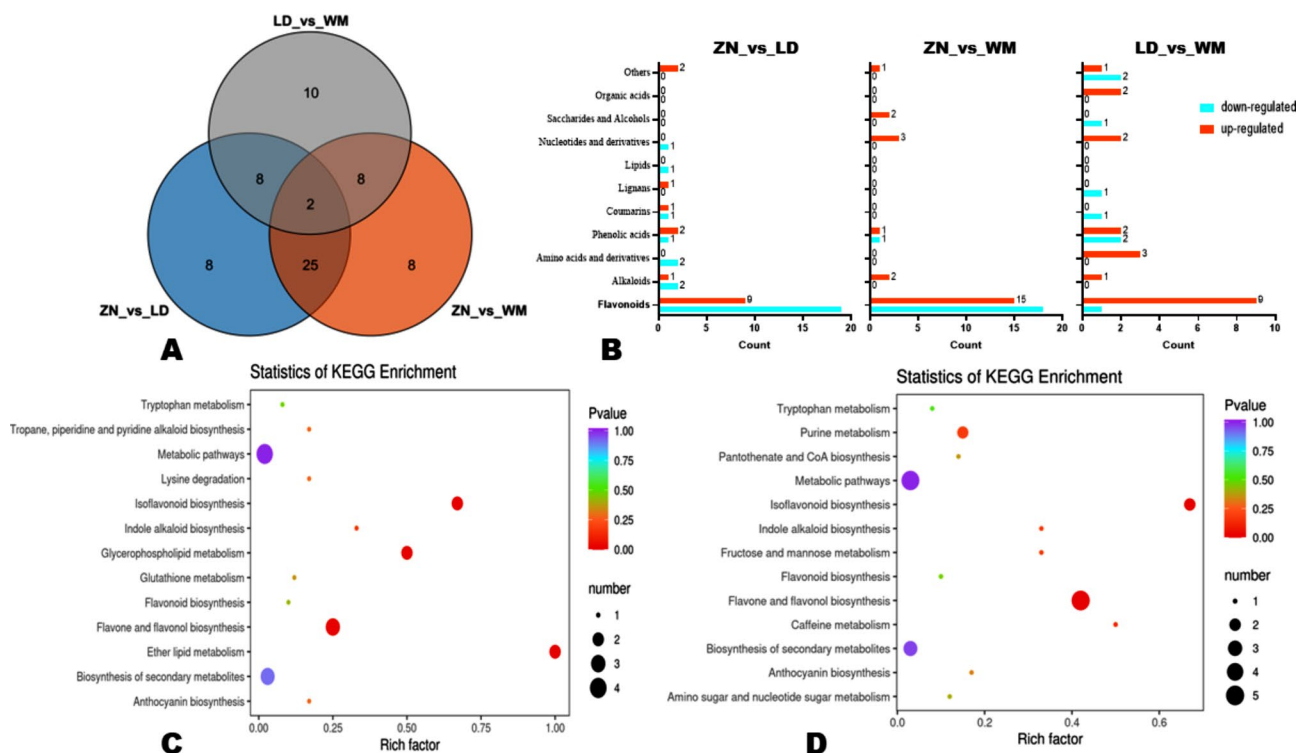 LD_vs_WM
10
8
8
2
8
25
8
ZN_vs_LD
ZN_vs_WM
A
ZN_vs_LD
ZN_vs_WM
LD_vs_WM
down-regulated
up-regulated
Others
Organic acids
Saccharides and Alcohols
Nucleotides and derivatives
Lipids
Lignans
Coumarins
Phenolic acids
Amino acids and derivatives
Alkaloids
Flavonoids
2
0
0
0
0
0
0
1
0
1
1
0
1
1
2
1
0
2
1
2
9
0 5 10 15 20
Count
1
0
0
0
2
0
3
0
0
0
0
0
0
0
1
1
0
0
2
0
15
0 5 10 15 20
Count
1
2
2
0
0
1
2
0
0
0
0
1
0
1
2
2
3
0
1
0
9
0 2 4 6 8 10
Count
B
Statistics of KEGG Enrichment
Tryptophan metabolism
Tropane, piperidine and pyridine alkaloid biosynthesis
Metabolic pathways
Lysine degradation
Isoflavonoid biosynthesis
Indole alkaloid biosynthesis
Glycerophospholipid metabolism
Glutathione metabolism
Flavonoid biosynthesis
Flavone and flavonol biosynthesis
Ether lipid metabolism
Biosynthesis of secondary metabolites
Anthocyanin biosynthesis
0.00 0.25 0.50 0.75 1.00
Rich factor
Pvalue
1.00
0.75
0.50
0.25
0.00
number
1
2
3
4
C
Statistics of KEGG Enrichment
Tryptophan metabolism
Purine metabolism
Pantothenate and CoA biosynthesis
Metabolic pathways
Isoflavonoid biosynthesis
Indole alkaloid biosynthesis
Fructose and mannose metabolism
Flavonoid biosynthesis
Flavone and flavonol biosynthesis
Caffeine metabolism
Biosynthesis of secondary metabolites
Anthocyanin biosynthesis
Amino sugar and nucleotide sugar metabolism
0.0 0.2 0.4 0.6
Rich factor
Pvalue
1.00
0.75
0.50
0.25
0.00
number
1
2
3
4
5
D